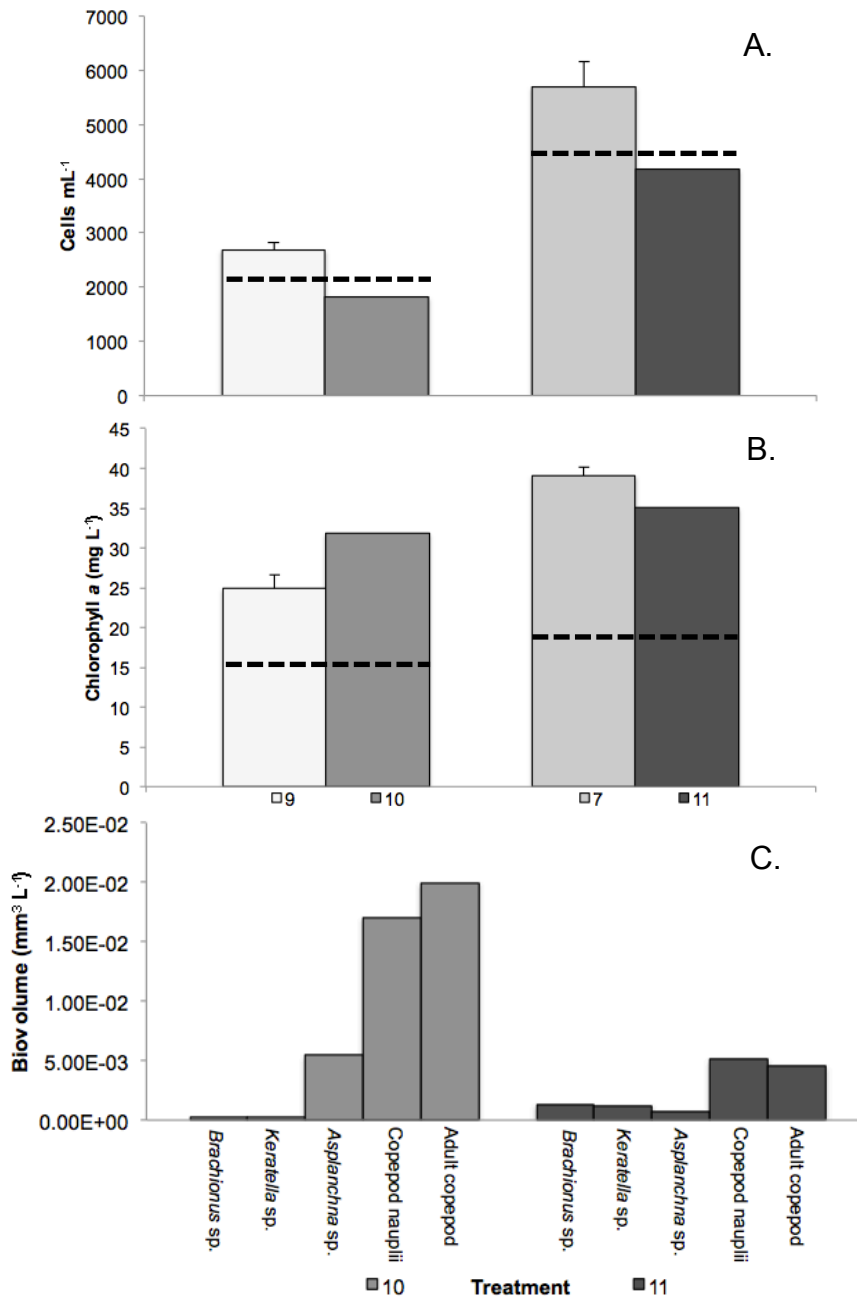 A.
7000
6000
5000
4000
3000
2000
1000
0
Cells mL-1
B.
45
40
35
30
25
20
15
10
5
0
Chlorophyll a (mg L-1)
9
10
7
11
C.
2.50E-02
2.00E-02
1.50E-02
1.00E-02
5.00E-03
0.00E+00
Biov olume (mm3 L-1)
Brachionus sp.
Keratella sp.
Asplanchna sp.
Copepod nauplii
Adult copepod
Brachionus sp.
Keratella sp.
Asplanchna sp.
Copepod nauplii
Adult copepod
10 Treatment 11